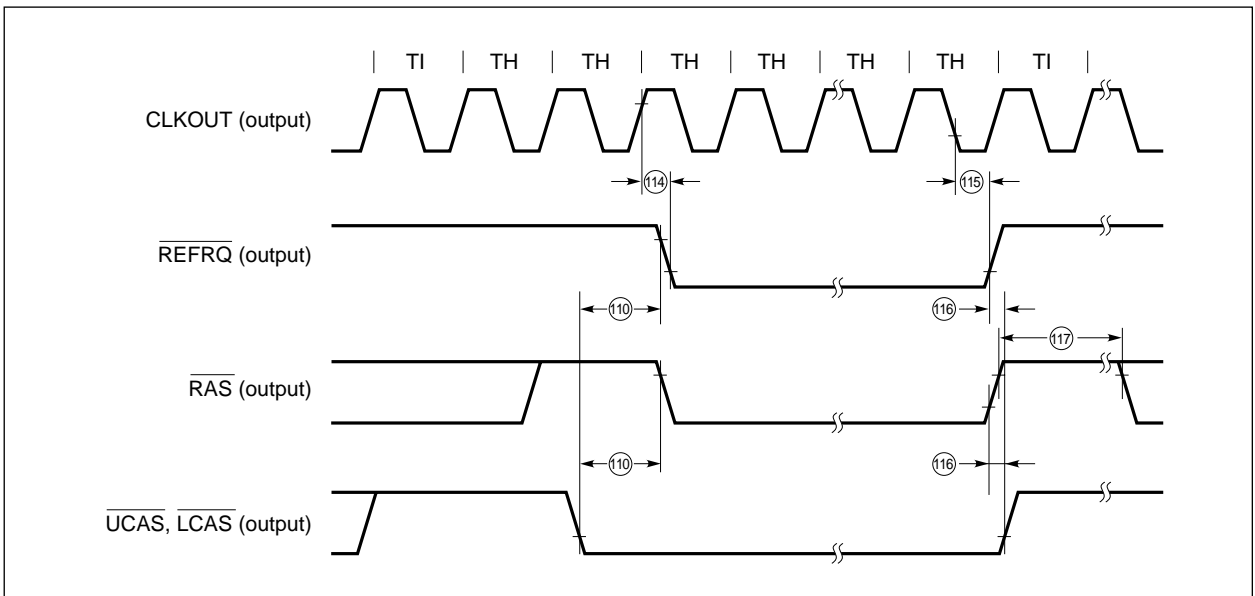 TI TH TH TH TH TH TH TI
CLKOUT (output)
114 115
REFRQ (output)
110 116
117
RAS (output)
110 116
UCAS, LCAS (output)